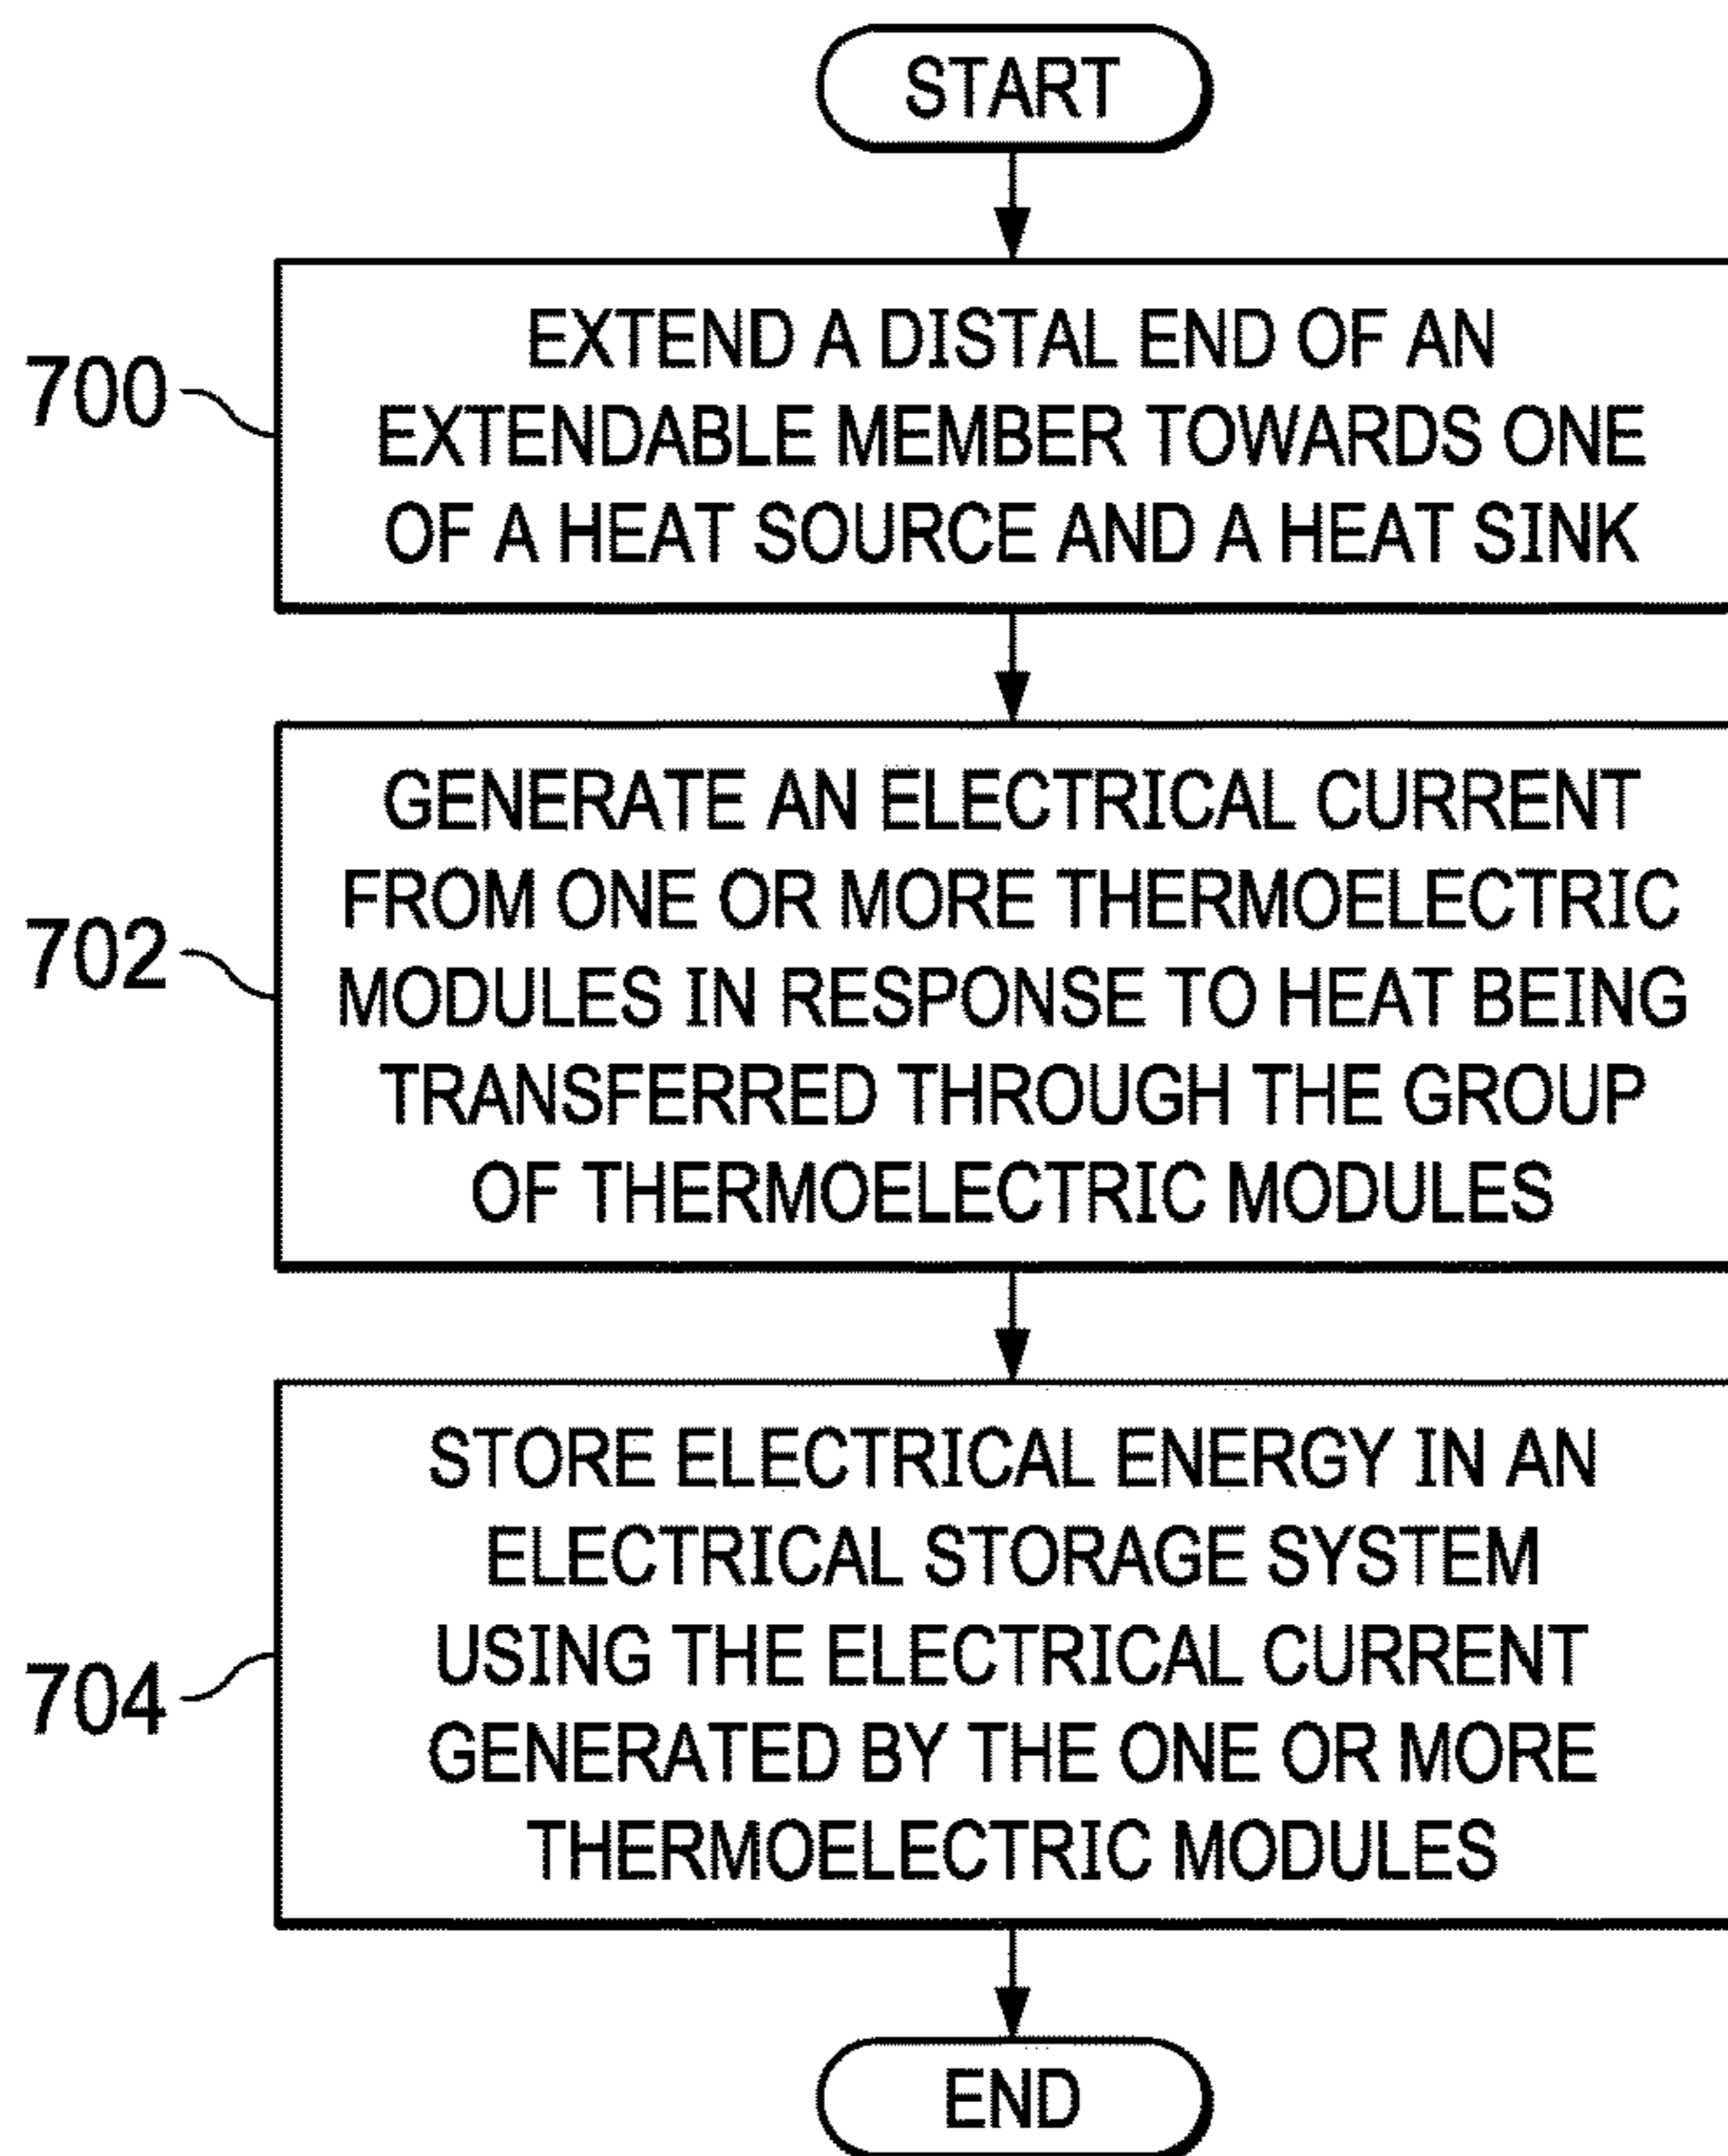 START
700
EXTEND A DISTAL END OF AN
EXTENDABLE MEMBER TOWARDS ONE
OF A HEAT SOURCE AND A HEAT SINK
702
GENERATE AN ELECTRICAL CURRENT
FROM ONE OR MORE THERMOELECTRIC
MODULES IN RESPONSE TO HEAT BEING
TRANSFERRED THROUGH THE GROUP
OF THERMOELECTRIC MODULES
704
STORE ELECTRICAL ENERGY IN AN
ELECTRICAL STORAGE SYSTEM
USING THE ELECTRICAL CURRENT
GENERATED BY THE ONE OR MORE
THERMOELECTRIC MODULES
END